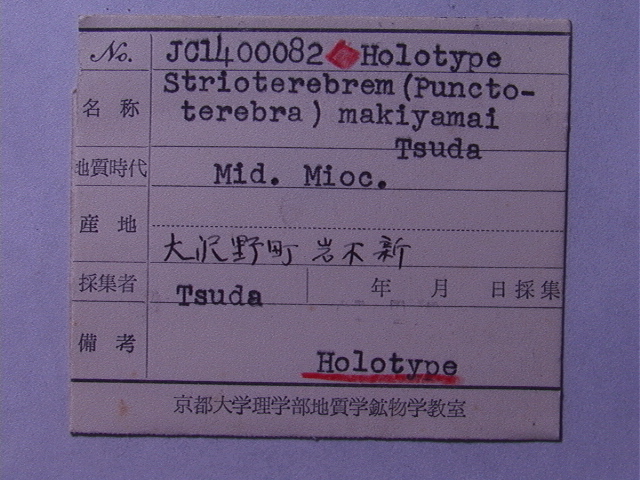 No. JC1400082 Holotype
名称 Strioterebrem (Puncto-
terebra) makiyamai
Tsuda
地質時代 Mid. Mioc.
産地
大沢野町 岩木新
採集者 Tsuda 年 月 日採集
備考
Holotype
京都大学理学部地質学鉱物学教室